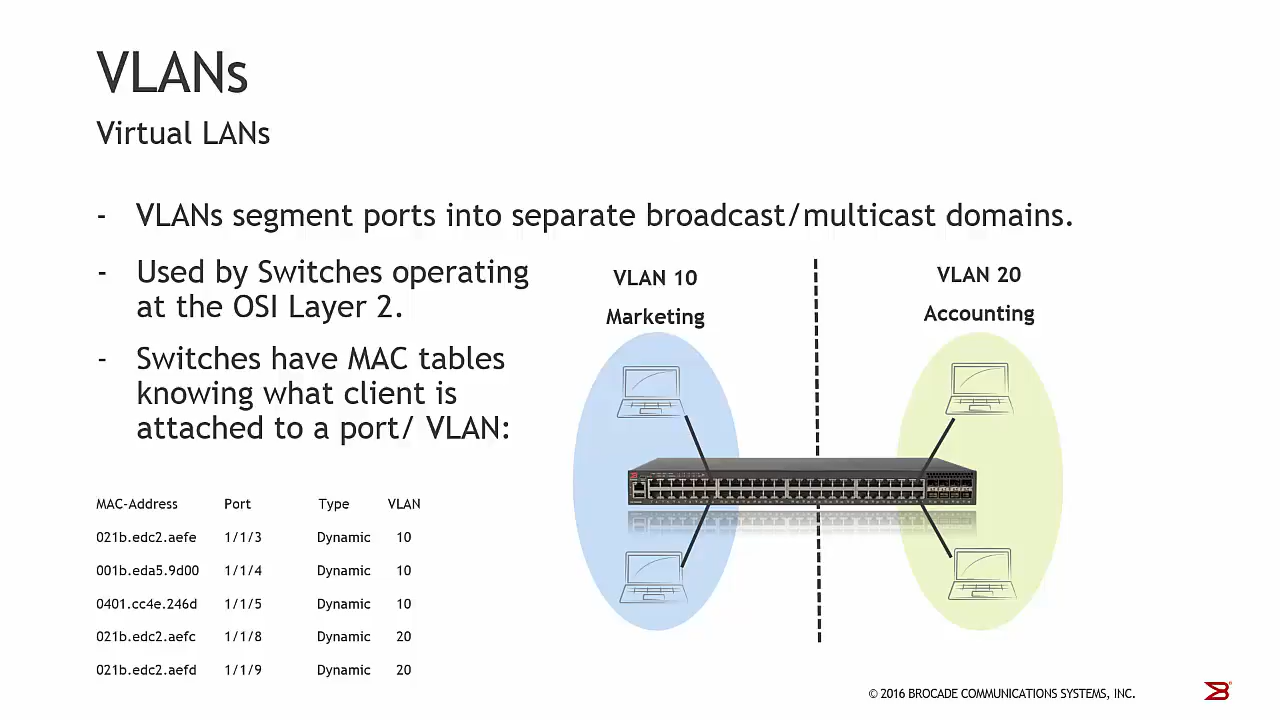 VLANs
Virtual LANs
- VLANs segment ports into separate broadcast/multicast domains.
- Used by Switches operating
at the OSI Layer 2.
- Switches have MAC tables
knowing what client is
attached to a port/ VLAN:
MAC-Address Port Type VLAN
021b.edc2.aefe 1/1/3 Dynamic 10
001b.eda5.9d00 1/1/4 Dynamic 10
0401.cc4e.246d 1/1/5 Dynamic 10
021b.edc2.aefc 1/1/8 Dynamic 20
021b.edc2.aefd 1/1/9 Dynamic 20
VLAN 10
Marketing
VLAN 20
Accounting
© 2016 BROCADE COMMUNICATIONS SYSTEMS, INC.